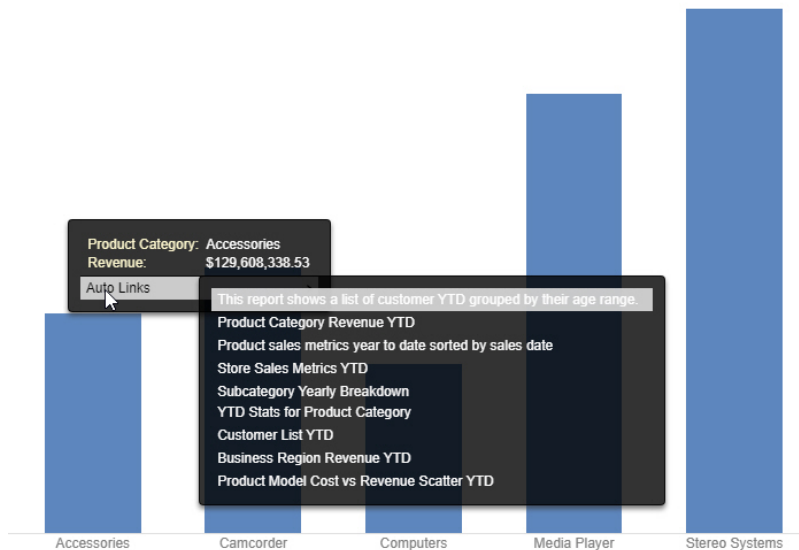 Product Category: Accessories
Revenue: $129,608,338.53
Auto Links
This report shows a list of customer YTD grouped by their age range.
Product Category Revenue YTD
Product sales metrics year to date sorted by sales date
Store Sales Metrics YTD
Subcategory Yearly Breakdown
YTD Stats for Product Category
Customer List YTD
Business Region Revenue YTD
Product Model Cost vs Revenue Scatter YTD
Accessories Camcorder Computers Media Player Stereo Systems